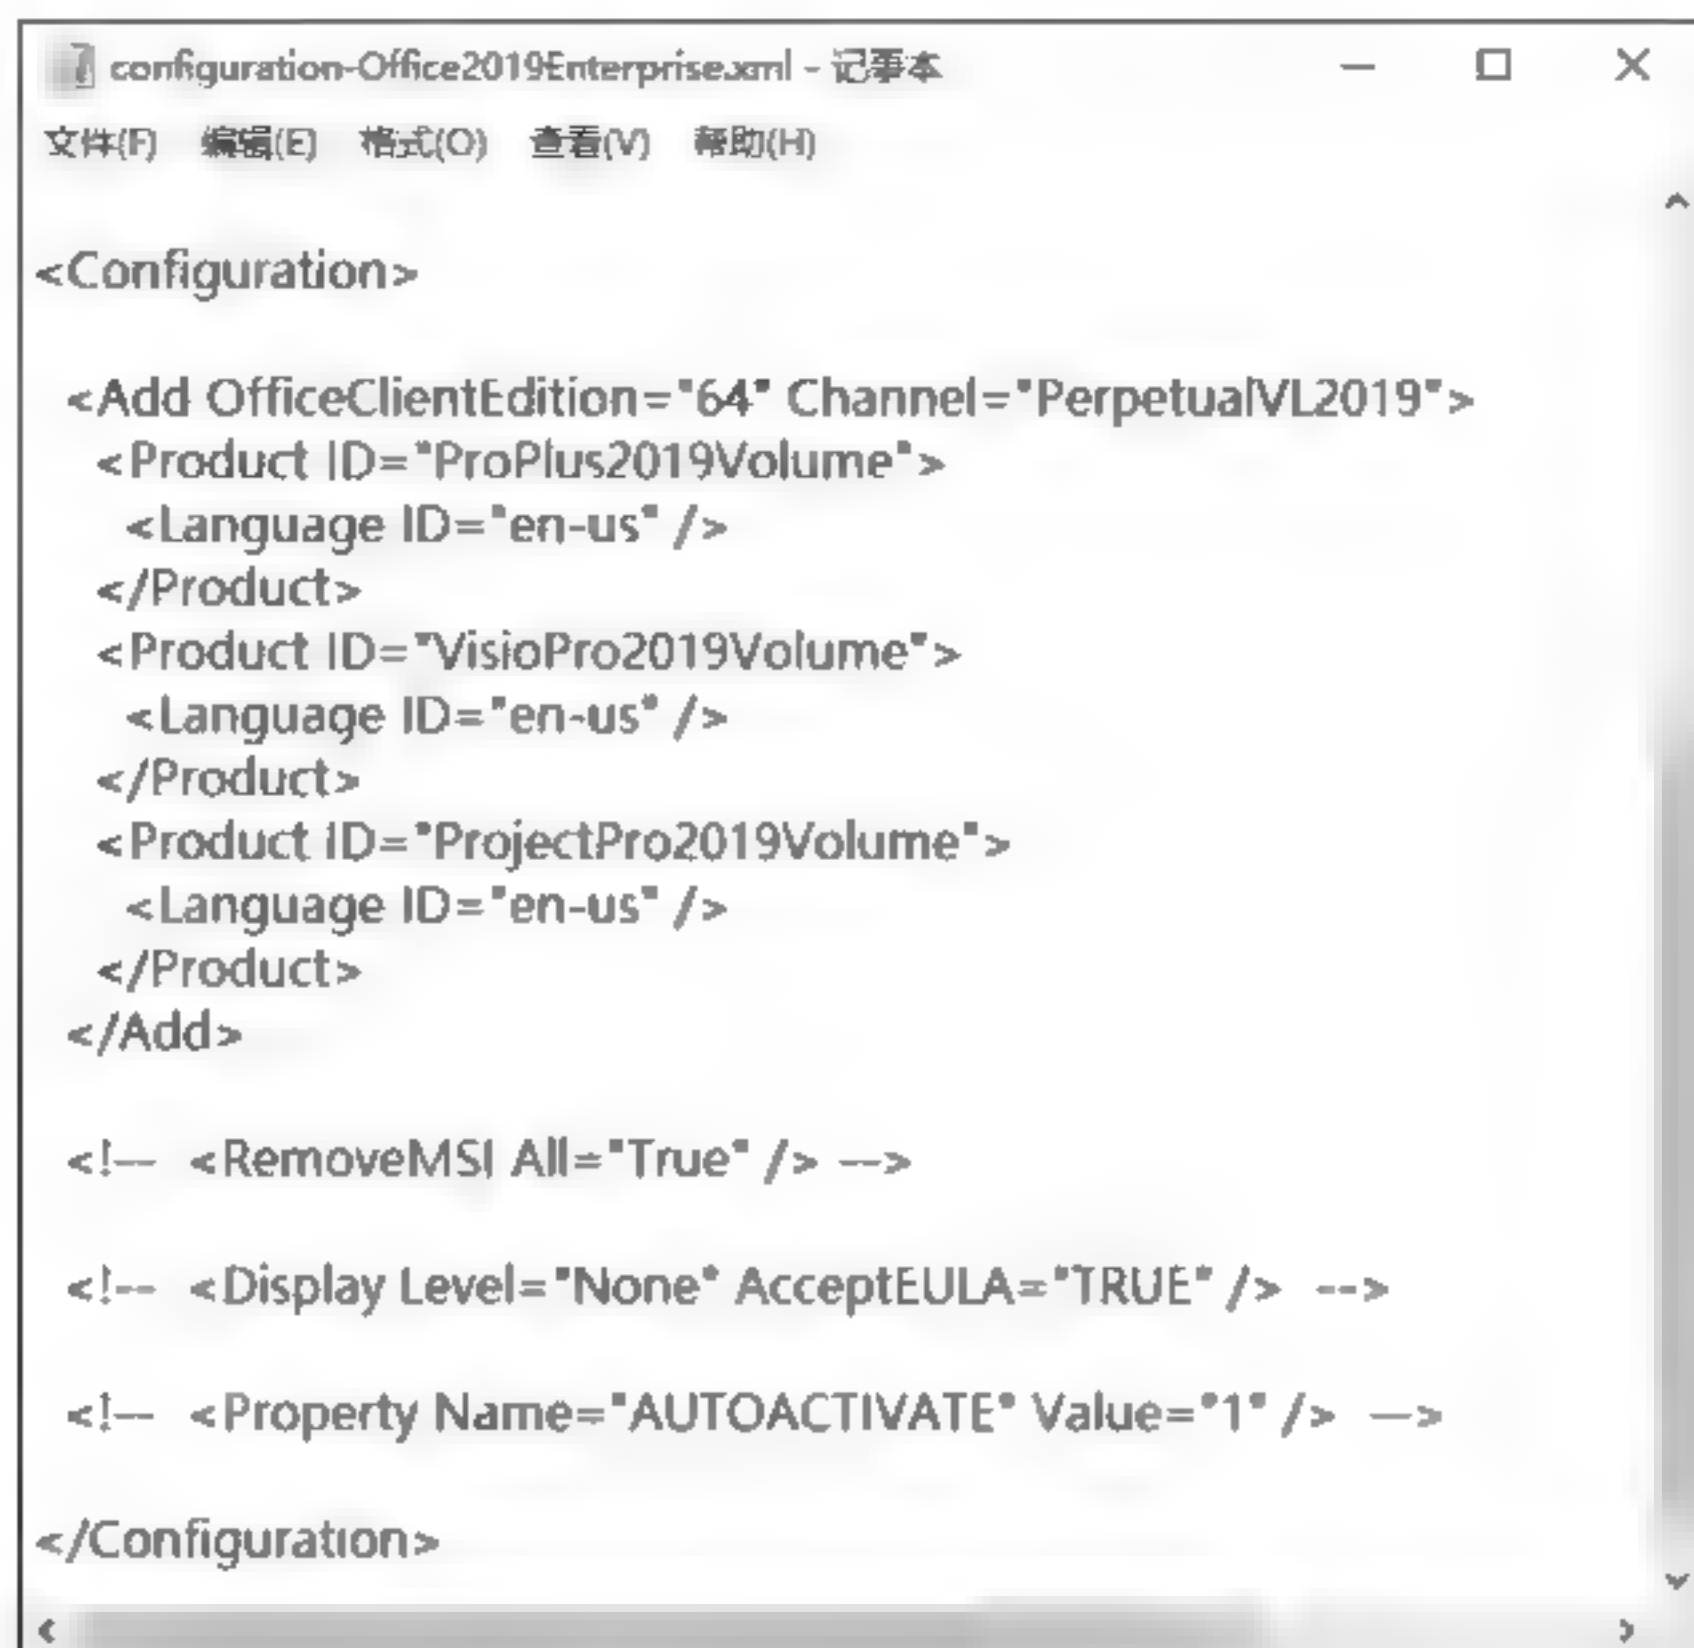 configuration-Office2019Enterprise.xml - 记事本
文件(F) 编辑(E) 格式(O) 查看(V) 帮助(H)
<Configuration>
<Add OfficeClientEdition="64" Channel="PerpetualVL2019">
<Product ID="ProPlus2019Volume">
<Language ID="en-us" />
</Product>
<Product ID="VisioPro2019Volume">
<Language ID="en-us" />
</Product>
<Product ID="ProjectPro2019Volume">
<Language ID="en-us" />
</Product>
</Add>
<!-- <RemoveMSI All="True" /> -->
<!-- <Display Level="None" AcceptEULA="TRUE" /> -->
<!-- <Property Name="AUTOACTIVATE" Value="1" /> -->
</Configuration>